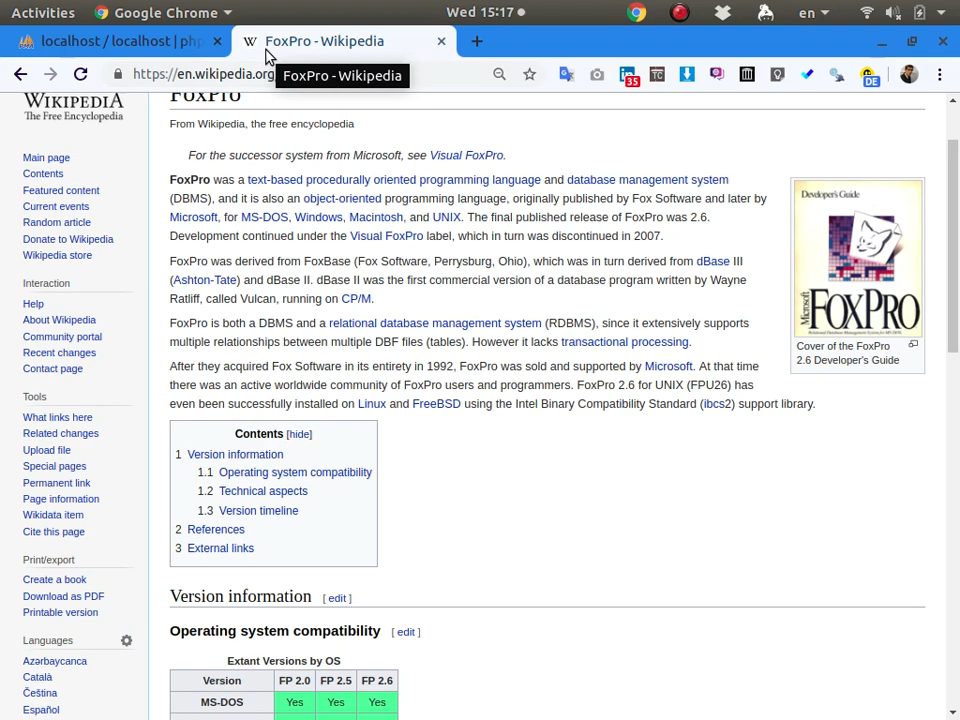 Activities Google Chrome Wed 15:17 en
localhost / localhost | php FoxPro - Wikipedia
https://en.wikipedia.org FoxPro - Wikipedia 35 TC DE
WIKIPEDIA
The Free Encyclopedia
Main page
Contents
Featured content
Current events
Random article
Donate to Wikipedia
Wikipedia store
Interaction
Help
About Wikipedia
Community portal
Recent changes
Contact page
Tools
What links here
Related changes
Upload file
Special pages
Permanent link
Page information
Wikidata item
Cite this page
Print/export
Create a book
Download as PDF
Printable version
Languages
Azərbaycanca
Català
Čeština
Español
FoxPro
From Wikipedia, the free encyclopedia
For the successor system from Microsoft, see Visual FoxPro.
FoxPro was a text-based procedurally oriented programming language and database management system
(DBMS), and it is also an object-oriented programming language, originally published by Fox Software and later by
Microsoft, for MS-DOS, Windows, Macintosh, and UNIX. The final published release of FoxPro was 2.6.
Development continued under the Visual FoxPro label, which in turn was discontinued in 2007.
FoxPro was derived from FoxBase (Fox Software, Perrysburg, Ohio), which was in turn derived from dBase III
(Ashton-Tate) and dBase II. dBase II was the first commercial version of a database program written by Wayne
Ratliff, called Vulcan, running on CP/M.
FoxPro is both a DBMS and a relational database management system (RDBMS), since it extensively supports
multiple relationships between multiple DBF files (tables). However it lacks transactional processing.
After they acquired Fox Software in its entirety in 1992, FoxPro was sold and supported by Microsoft. At that time
there was an active worldwide community of FoxPro users and programmers. FoxPro 2.6 for UNIX (FPU26) has
even been successfully installed on Linux and FreeBSD using the Intel Binary Compatibility Standard (ibcs2) support library.
Developer's Guide
Microsoft
FOXPRO
Cover of the FoxPro
2.6 Developer's Guide
Contents [hide]
1 Version information
1.1 Operating system compatibility
1.2 Technical aspects
1.3 Version timeline
2 References
3 External links
Version information [ edit ]
Operating system compatibility [ edit ]
Extant Versions by OS
Version FP 2.0 FP 2.5 FP 2.6
MS-DOS Yes Yes Yes